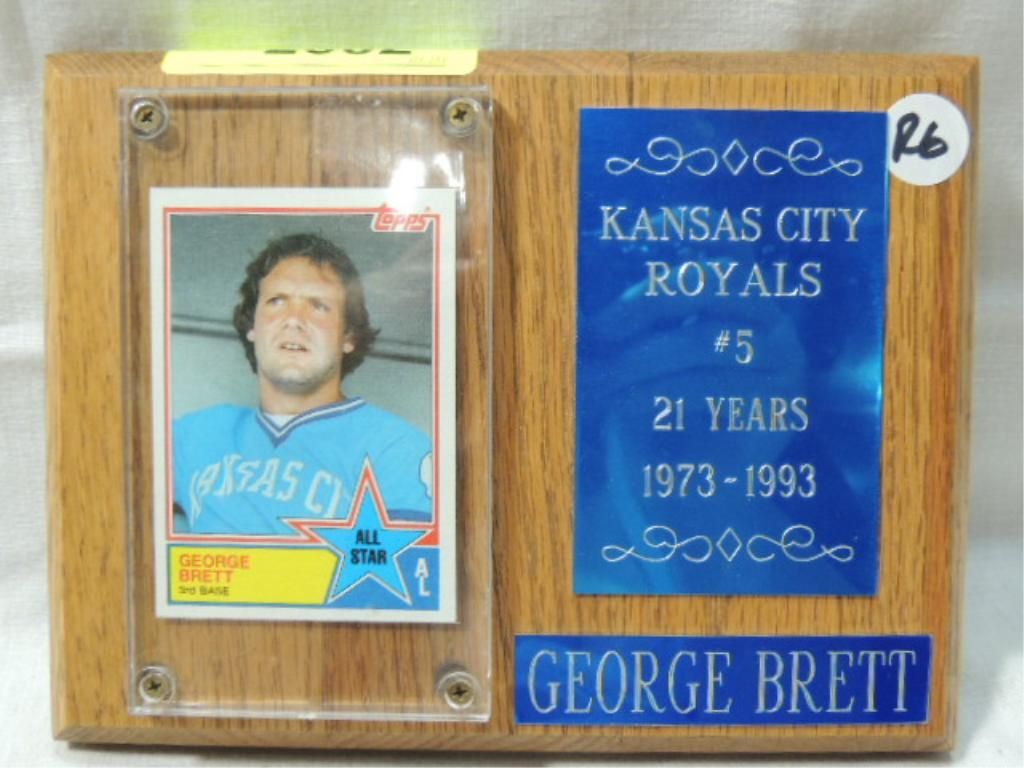 Topps
KANSAS CI
ALL
STAR
GEORGE
BRETT
3rd BASE
AL
KANSAS CITY
ROYALS
#5
21 YEARS
1973-1993
GEORGE BRETT
R6